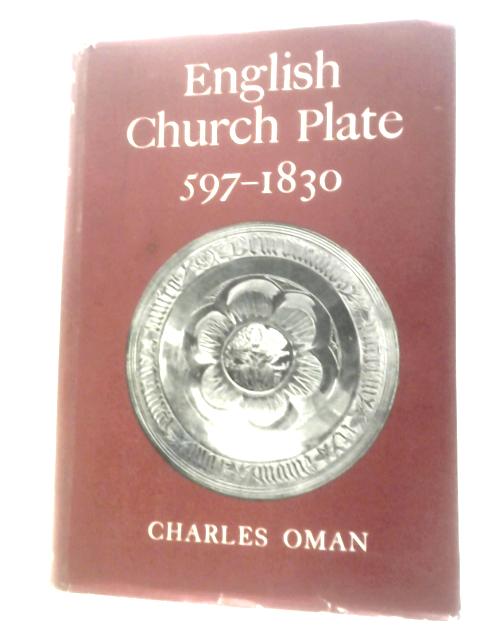 English
Church Plate
597–1830
CHARLES OMAN